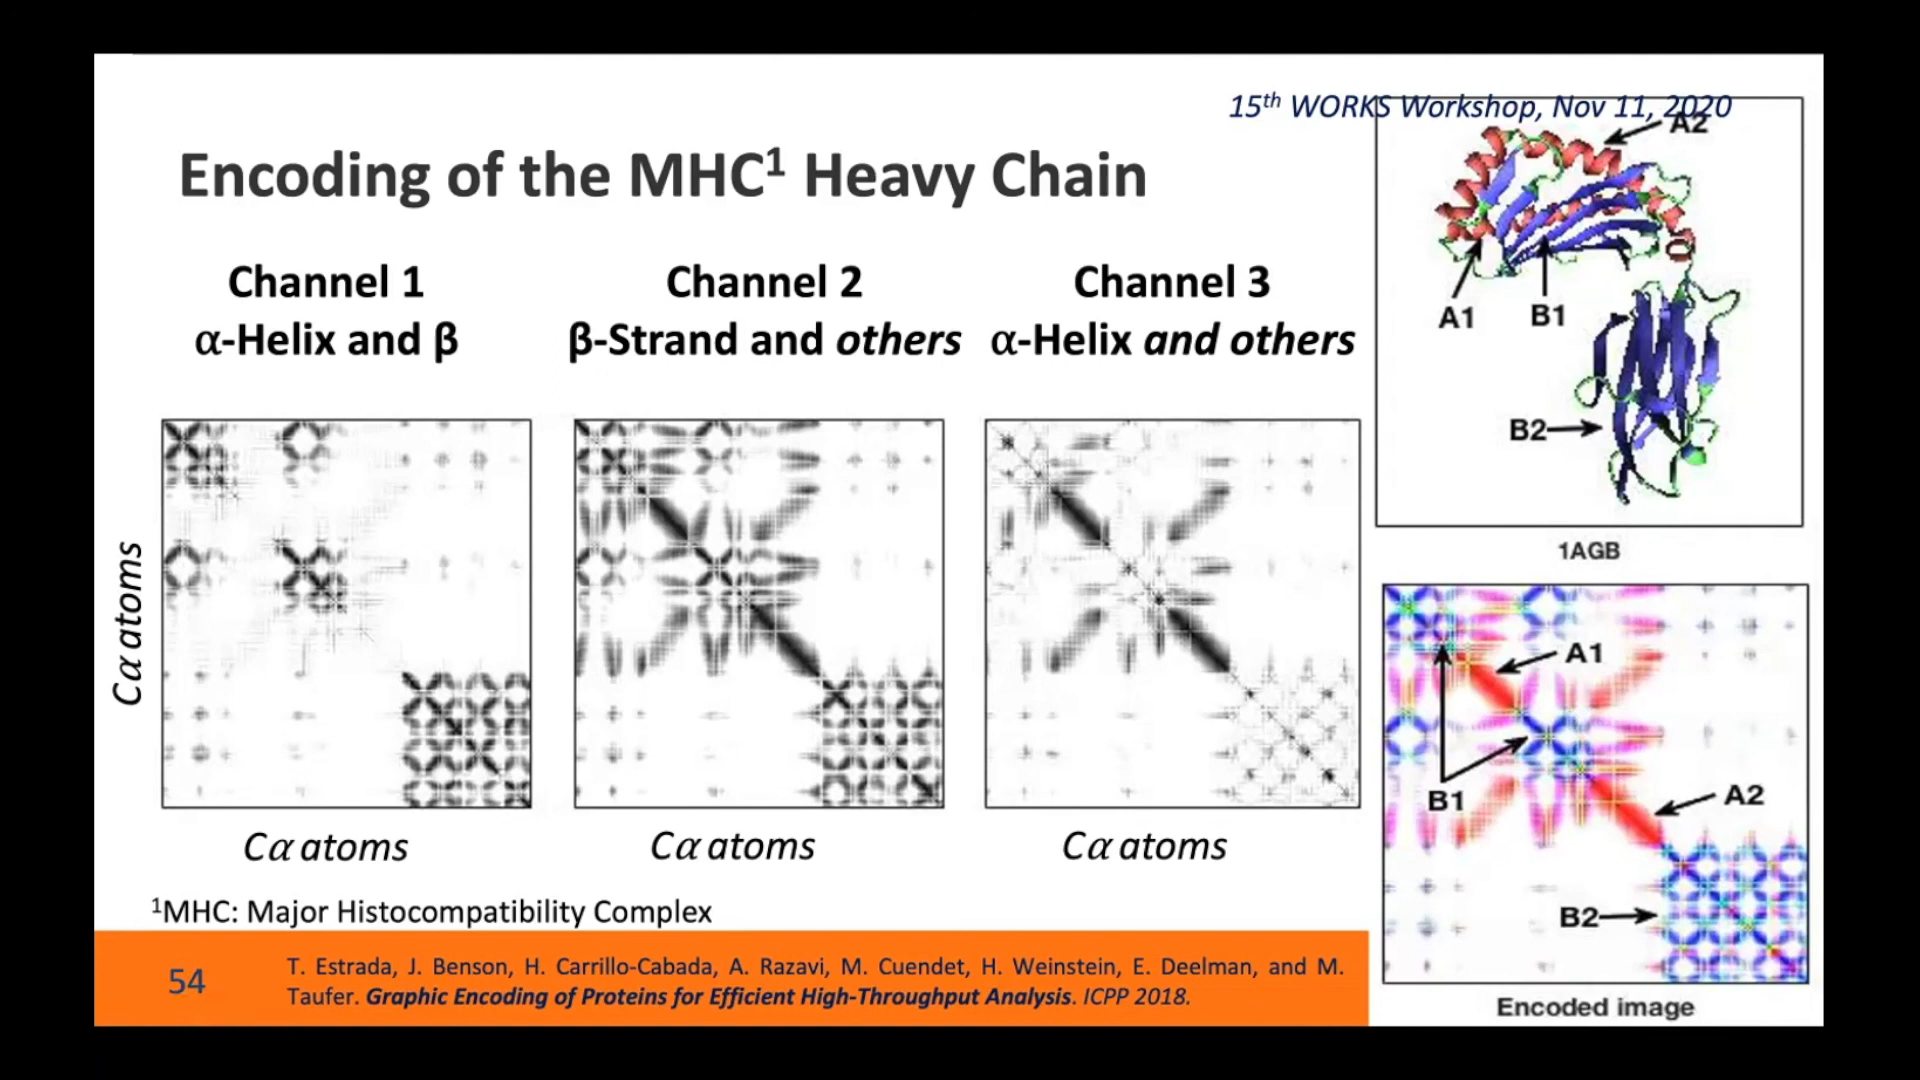 15th WORKS Workshop, Nov 11, 2020
Encoding of the MHC1 Heavy Chain
Channel 1
α-Helix and β
Channel 2
β-Strand and others
Channel 3
α-Helix and others
Cα atoms
Cα atoms
Cα atoms
Cα atoms
1MHC: Major Histocompatibility Complex
A2
A1
B1
B2
1AGB
A1
B1
A2
B2
Encoded image
54
T. Estrada, J. Benson, H. Carrillo-Cabada, A. Razavi, M. Cuendet, H. Weinstein, E. Deelman, and M.
Taufer. Graphic Encoding of Proteins for Efficient High-Throughput Analysis. ICPP 2018.